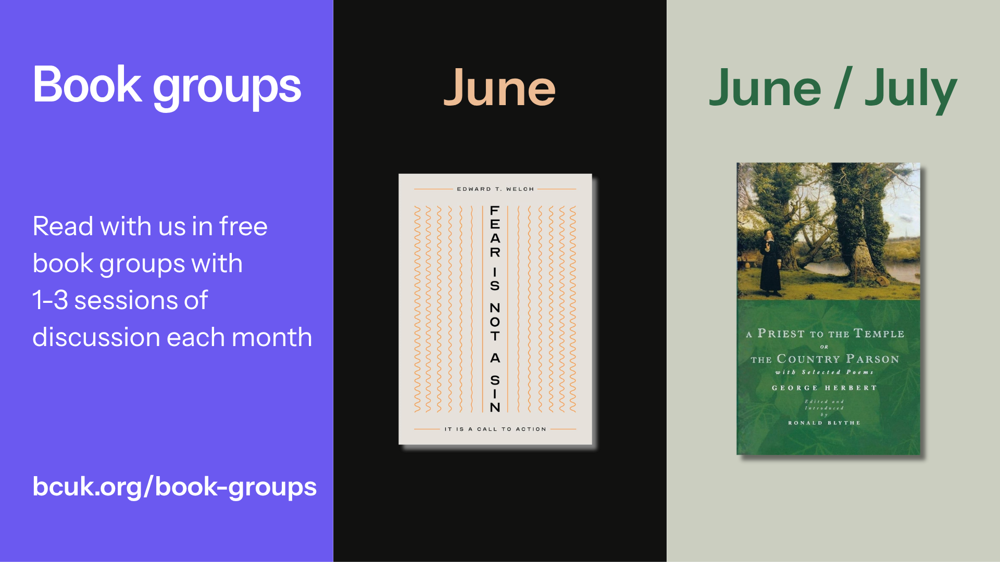 Book groups
Read with us in free
book groups with
1–3 sessions of
discussion each month
bcuk.org/book-groups
June
EDWARD T. WELCH
FEAR IS NOT A SIN
IT IS A CALL TO ACTION
June / July
A PRIEST TO THE TEMPLE
OR
THE COUNTRY PARSON
with Selected Poems
GEORGE HERBERT
Edited and
Introduced
by
RONALD BLYTHE